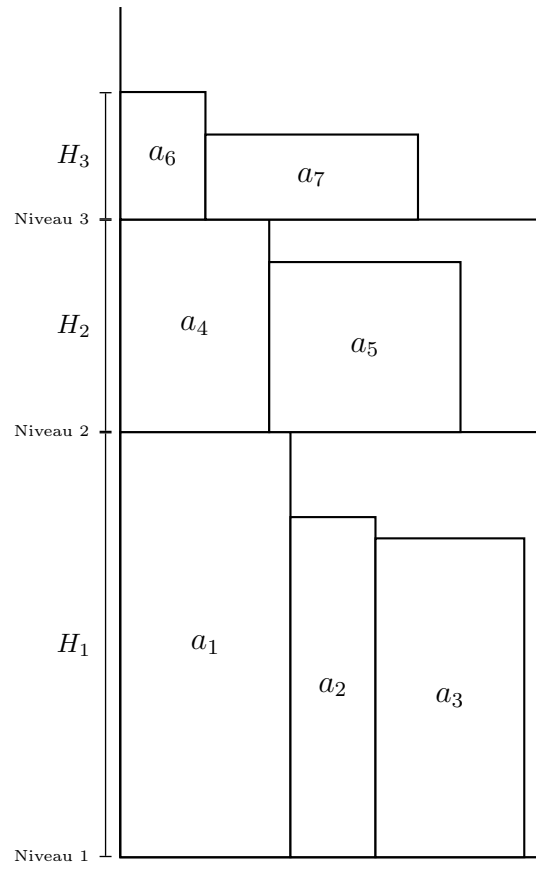 a₆
H₃
a₇
Niveau 3
a₄
H₂
a₅
Niveau 2
a₁
H₁
a₂
a₃
Niveau 1